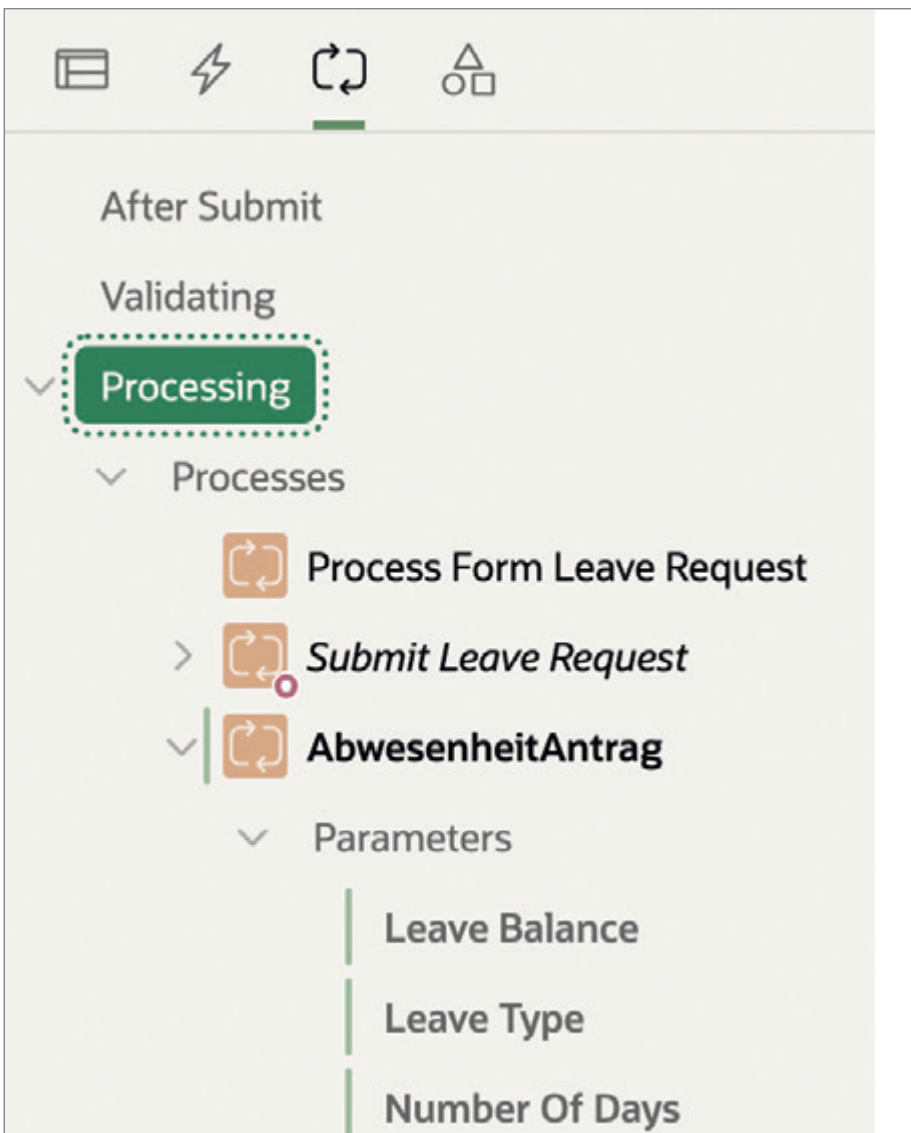 After Submit
Validating
Processing
Processes
Process Form Leave Request
Submit Leave Request
AbwesenheitAntrag
Parameters
Leave Balance
Leave Type
Number Of Days